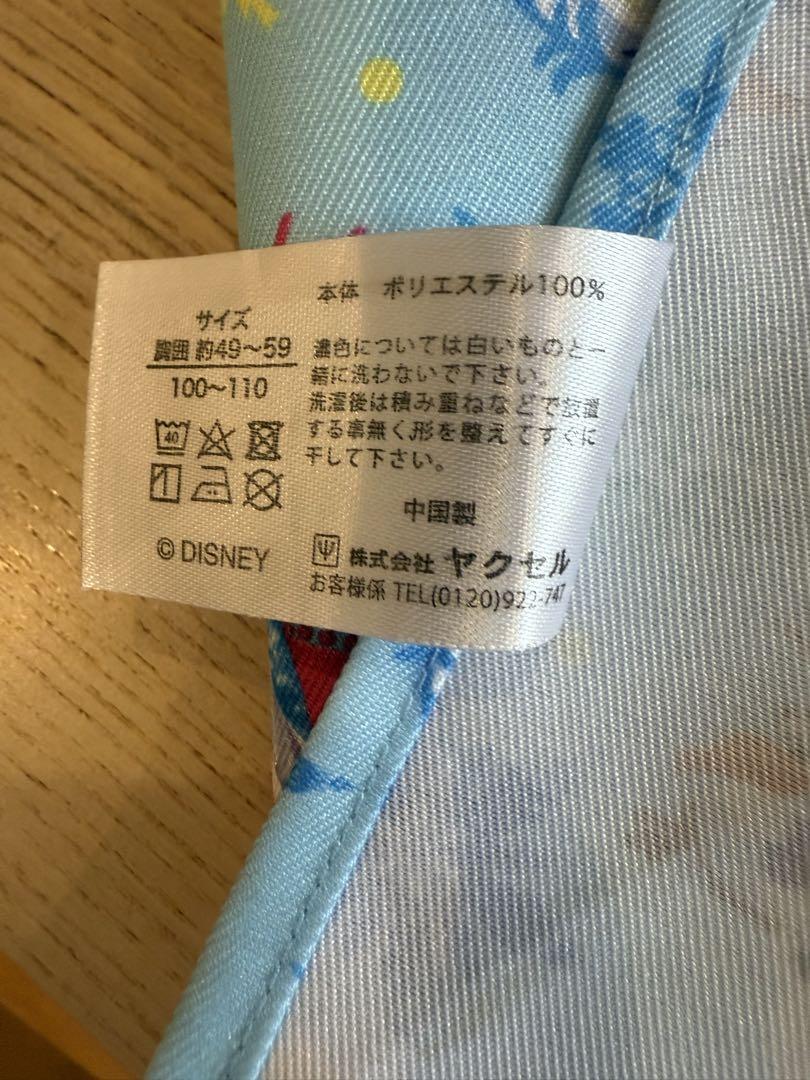 本体 ポリエステル100%
サイズ
胸囲 約49～59
100～110
濃色については白いものと一
緒に洗わないで下さい。
洗濯後は積み重ねなどで放置
する事無く形を整えてすぐに
干して下さい。
40
中国製
© DISNEY
株式会社 ヤクセル
お客様係 TEL(0120)922-747